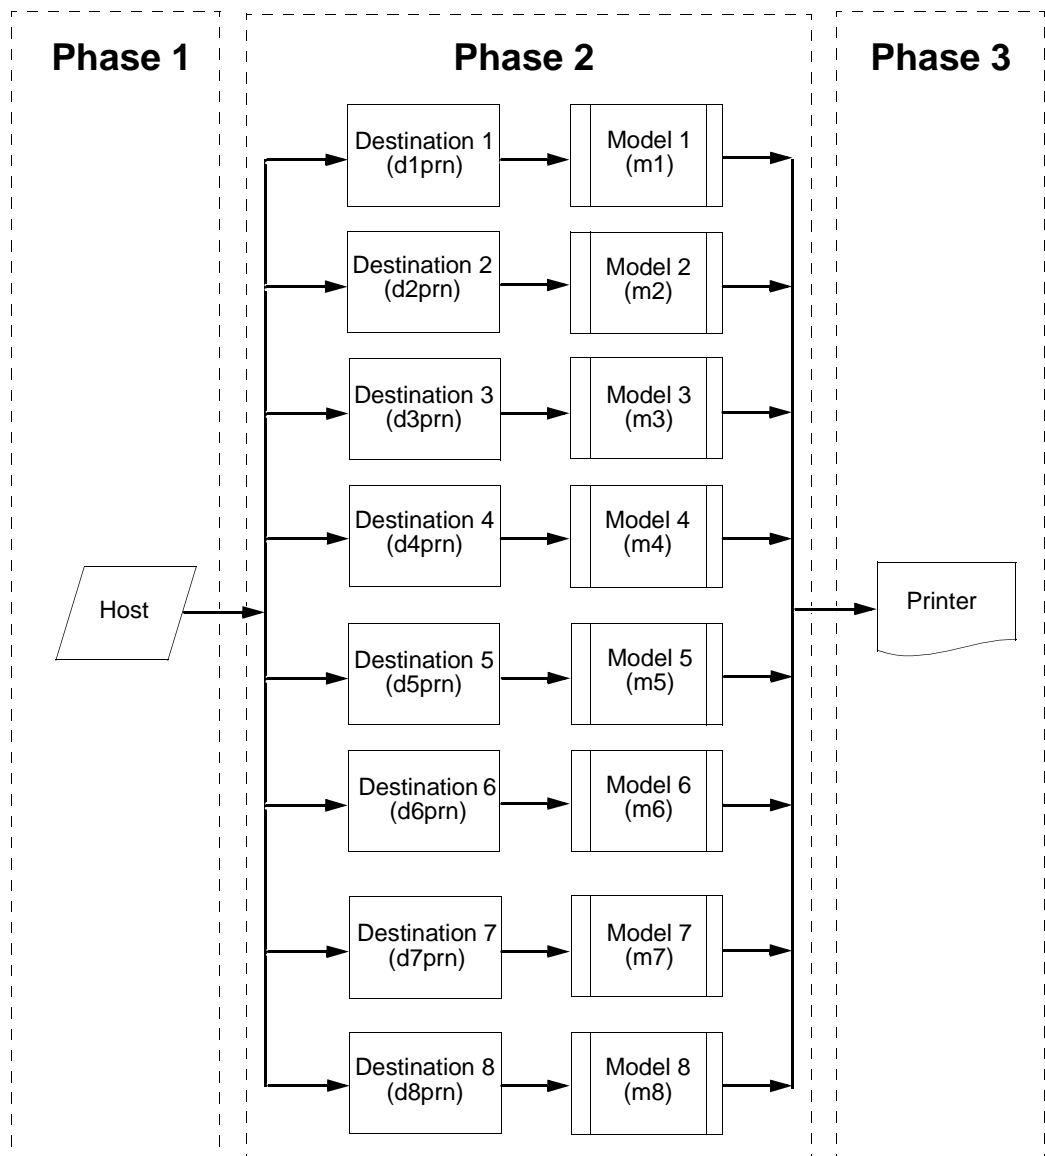 Phase 1
Phase 2
Phase 3
Destination 1
(d1prn)
Model 1
(m1)
Destination 2
(d2prn)
Model 2
(m2)
Destination 3
(d3prn)
Model 3
(m3)
Destination 4
(d4prn)
Model 4
(m4)
Host
Printer
Destination 5
(d5prn)
Model 5
(m5)
Destination 6
(d6prn)
Model 6
(m6)
Destination 7
(d7prn)
Model 7
(m7)
Destination 8
(d8prn)
Model 8
(m8)